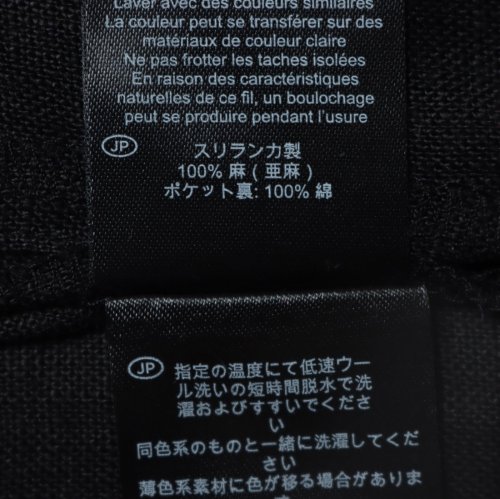 Laver avec des couleurs similaires
La couleur peut se transférer sur des
matériaux de couleur claire
Ne pas frotter les taches isolées
En raison des caractéristiques
naturelles de ce fil, un boulochage
peut se produire pendant l'usure
JP スリランカ製
100% 麻 ( 亜麻 )
ポケット裏: 100% 綿
JP 指定の温度にて低速ウー
ル洗いの短時間脱水で洗
濯およびすすいでくださ
い
同色系のものと一緒に洗濯してくだ
さい
薄色系素材に色が移る場合がありま
す